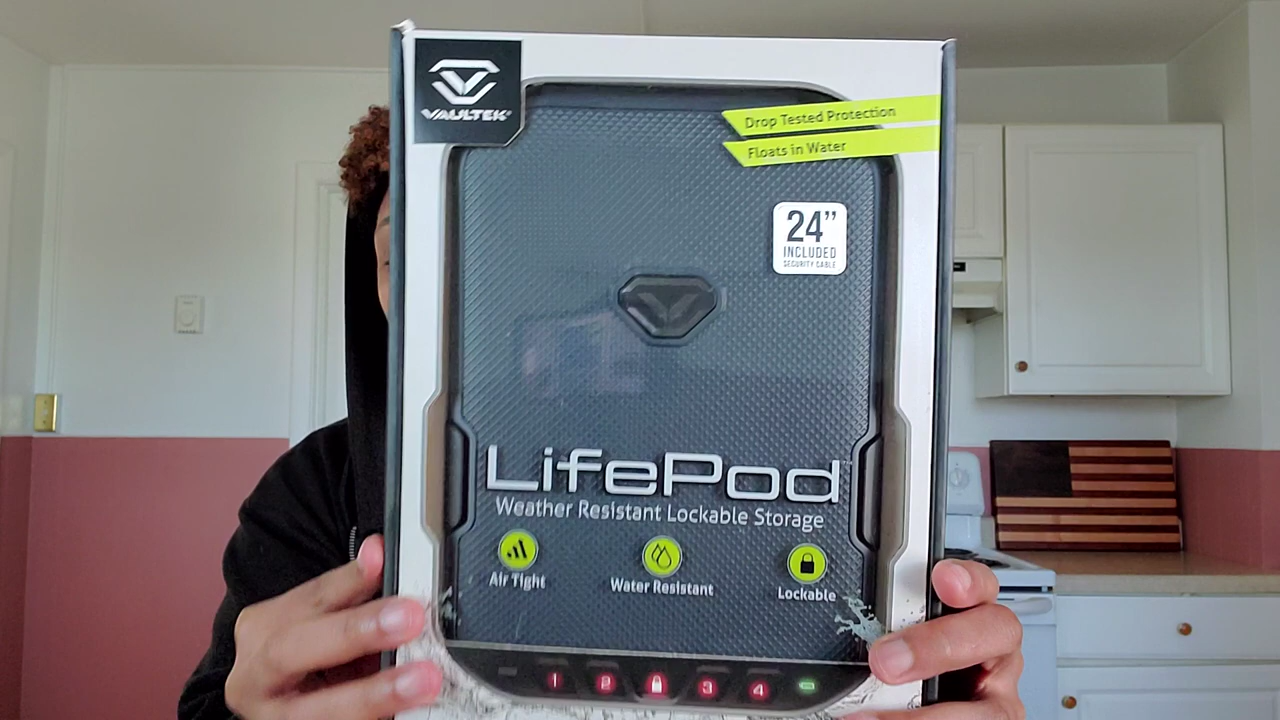 VAULTEK
Drop Tested Protection
Floats in Water
24”
INCLUDED
SECURITY CABLE
LifePod
Weather Resistant Lockable Storage
Air Tight
Water Resistant
Lockable
1 2 3 4